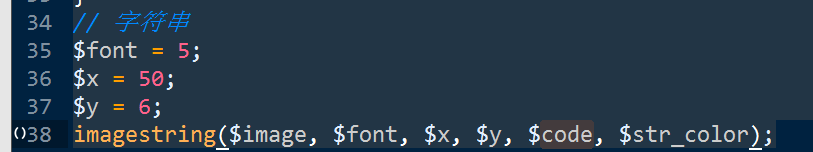 34 // 字符串
35 $font = 5;
36 $x = 50;
37 $y = 6;
38 imagestring($image, $font, $x, $y, $code, $str_color);